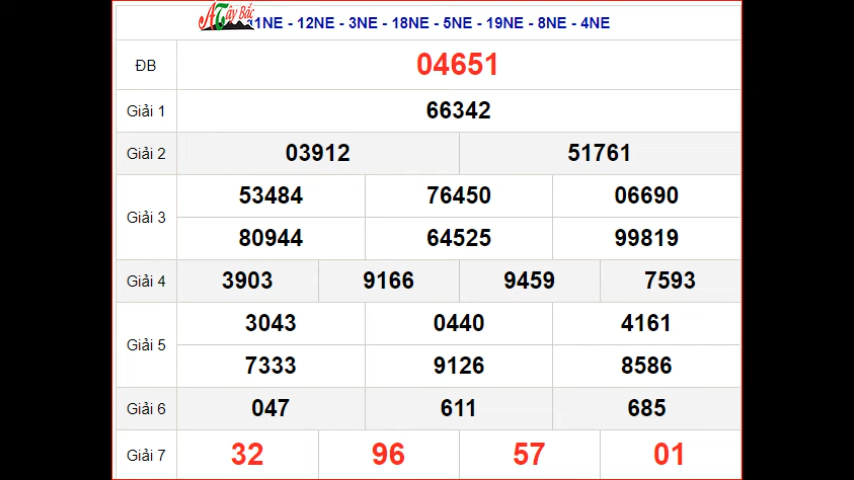 A Tây Bắc
1NE - 12NE - 3NE - 18NE - 5NE - 19NE - 8NE - 4NE
ĐB 04651
Giải 1 66342
Giải 2 03912 51761
53484 76450 06690
Giải 3
80944 64525 99819
Giải 4 3903 9166 9459 7593
3043 0440 4161
Giải 5
7333 9126 8586
Giải 6 047 611 685
Giải 7 32 96 57 01